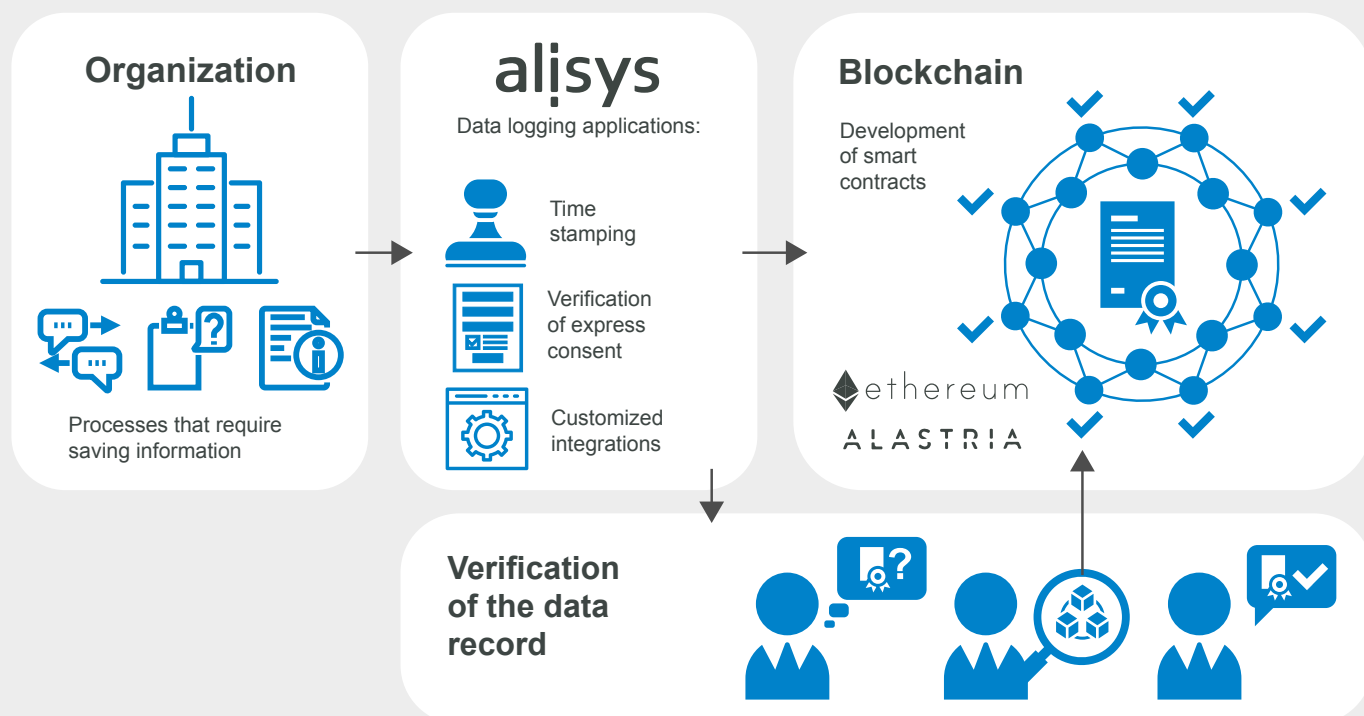 Organization
Processes that require
saving information
alisys
Data logging applications:
Time
stamping
Verification
of express
consent
Customized
integrations
Blockchain
Development
of smart
contracts
ethereum
ALASTRIA
Verification
of the data
record